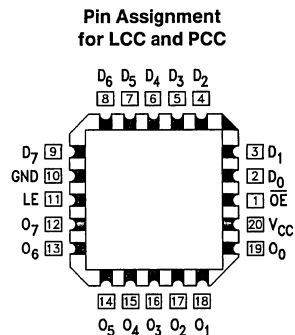 Pin Assignment
for LCC and PCC
D6 D5 D4 D3 D2
8 7 6 5 4
D7 9
GND 10
LE 11
O7 12
O6 13
3 D1
2 D0
1 O̅E̅
20 VCC
19 O0
14 15 16 17 18
O5 O4 O3 O2 O1